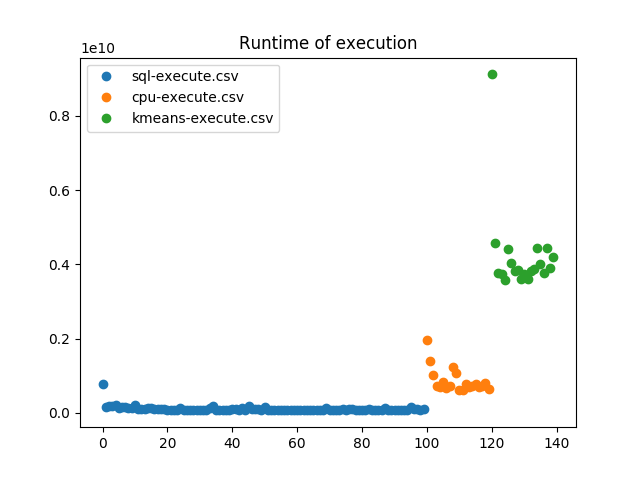 Runtime of execution
1e10
sql-execute.csv
cpu-execute.csv
kmeans-execute.csv
0.8
0.6
0.4
0.2
0.0
0 20 40 60 80 100 120 140